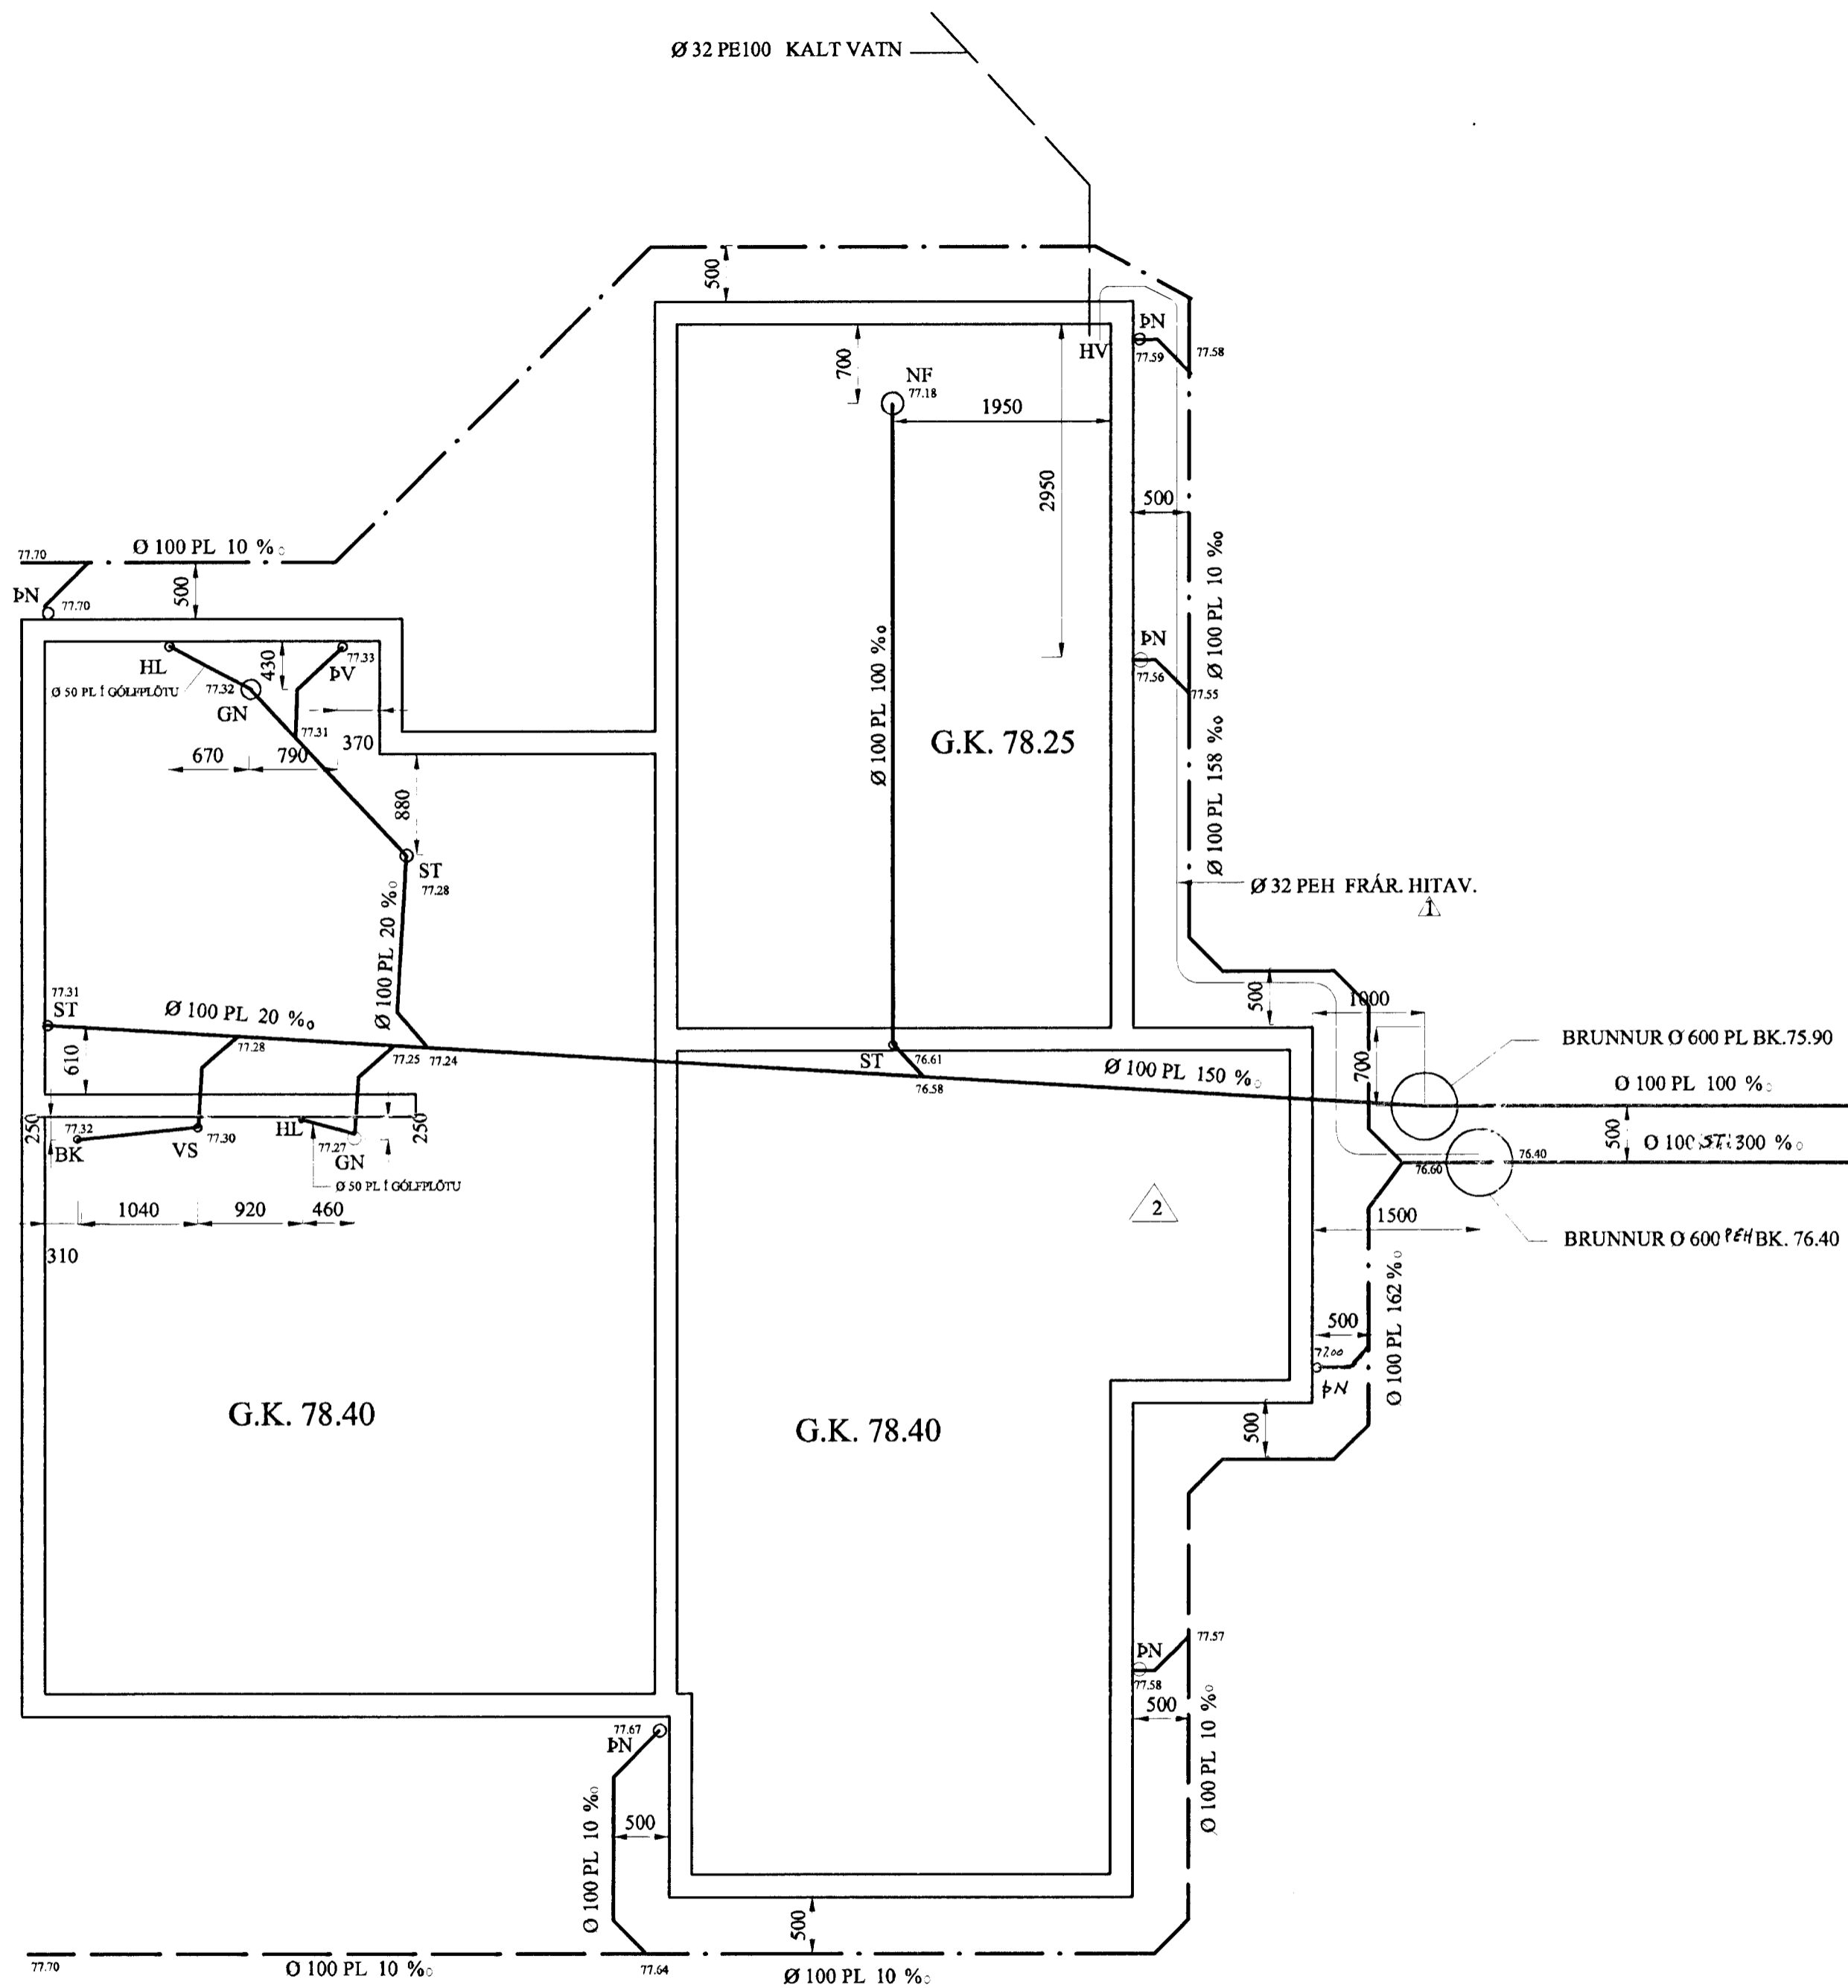 Ø 32 PE100 KALT VATN
500
ÞN
77.59
77.58
HV
700
NF
77.18
1950
2950
500
Ø 100 PL 10 ‰
77.70
Ø 100 PL 10 ‰
500
ÞN
77.70
HL
430
77.33
ÞV
Ø 50 PL Í GÓLFPLÖTU
77.32
GN
77.31
370
670
790
880
ST
77.28
Ø 100 PL 20 ‰
Ø 100 PL 100 ‰
G.K. 78.25
ÞN
77.56
77.55
Ø 100 PL 158 ‰
Ø 32 PEH FRÁR. HITAV.
1
77.31
ST
Ø 100 PL 20 ‰
610
77.28
77.25
77.24
ST
76.61
76.58
Ø 100 PL 150 ‰
500
1000
700
BRUNNUR Ø 600 PL BK.75.90
Ø 100 PL 100 ‰
500
Ø 100 ST. 300 ‰
76.60
76.40
1500
BRUNNUR Ø 600 PEH BK. 76.40
250
77.32
BK
VS
77.30
HL
77.27
GN
250
Ø 50 PL Í GÓLFPLÖTU
1040
920
460
310
2
Ø 100 PL 162 ‰
500
77.00
ÞN
500
G.K. 78.40
G.K. 78.40
77.57
ÞN
77.58
500
Ø 100 PL 10 ‰
77.67
ÞN
Ø 100 PL 10 ‰
500
500
77.70
Ø 100 PL 10 ‰
77.64
Ø 100 PL 10 ‰